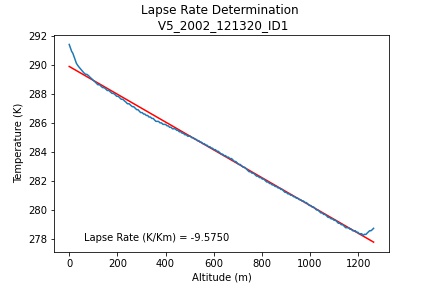 Lapse Rate Determination
V5_2002_121320_ID1
292
290
288
286
284
282
280
278
Temperature (K)
Lapse Rate (K/Km) = -9.5750
0 200 400 600 800 1000 1200
Altitude (m)